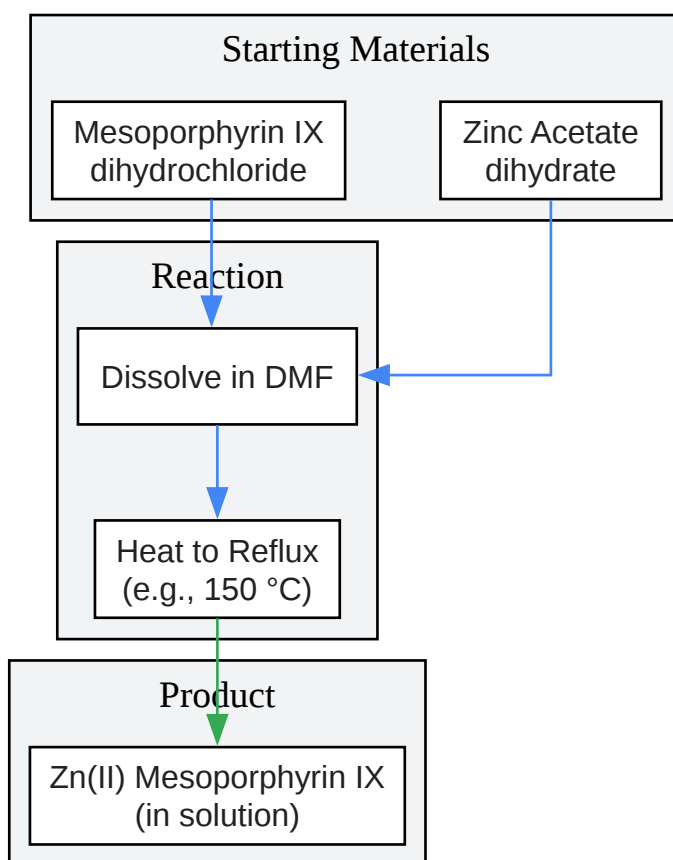 Starting Materials
Mesoporphyrin IX
dihydrochloride
Zinc Acetate
dihydrate
Reaction
Dissolve in DMF
Heat to Reflux
(e.g., 150 °C)
Product
Zn(II) Mesoporphyrin IX
(in solution)